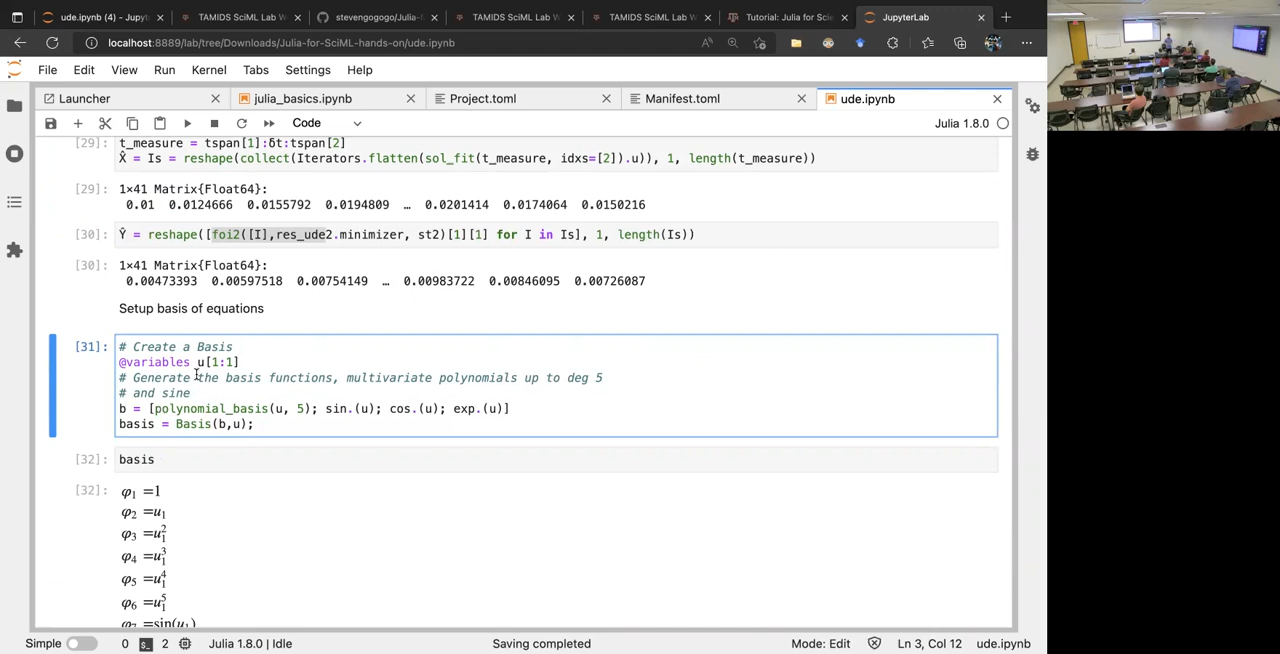 ude.ipynb (4) - Jupyt
TAMIDS SciML Lab W
stevengogogo/Julia-f
TAMIDS SciML Lab W
TAMIDS SciML Lab W
Tutorial: Julia for Scie
JupyterLab
localhost:8889/lab/tree/Downloads/Julia-for-SciML-hands-on/ude.ipynb
File Edit View Run Kernel Tabs Settings Help
Launcher
julia_basics.ipynb
Project.toml
Manifest.toml
ude.ipynb
Code
Julia 1.8.0
[29]: t_measure = tspan[1]:δt:tspan[2]
X̂ = Is = reshape(collect(Iterators.flatten(sol_fit(t_measure, idxs=[2]).u)), 1, length(t_measure))
[29]: 1×41 Matrix{Float64}:
0.01 0.0124666 0.0155792 0.0194809 … 0.0201414 0.0174064 0.0150216
[30]: Ŷ = reshape([foi2([I],res_ude2.minimizer, st2)[1][1] for I in Is], 1, length(Is))
[30]: 1×41 Matrix{Float64}:
0.00473393 0.00597518 0.00754149 … 0.00983722 0.00846095 0.00726087
Setup basis of equations
[31]: # Create a Basis
@variables u[1:1]
# Generate the basis functions, multivariate polynomials up to deg 5
# and sine
b = [polynomial_basis(u, 5); sin.(u); cos.(u); exp.(u)]
basis = Basis(b,u);
[32]: basis
[32]: φ₁ =1
φ₂ =u₁
φ₃ =u₁²
φ₄ =u₁³
φ₅ =u₁⁴
φ₆ =u₁⁵
φ₇ =sin(u₁)
Simple 0 2 Julia 1.8.0 | Idle Saving completed Mode: Edit Ln 3, Col 12 ude.ipynb